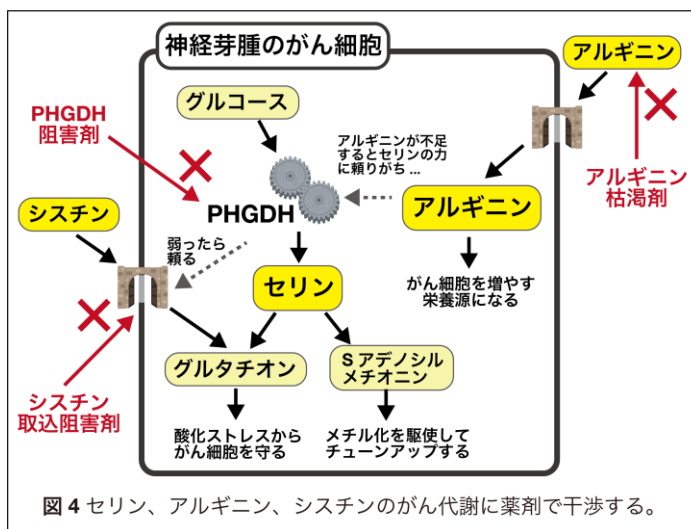 神経芽腫のがん細胞
アルギニン
グルコース
PHGDH
阻害剤
アルギニンが不足
するとセリンの力
に頼りがち ...
アルギニン
枯渇剤
シスチン
PHGDH
アルギニン
弱ったら
頼る
セリン
がん細胞を増やす
栄養源になる
グルタチオン
S アデノシル
メチオニン
シスチン
取込阻害剤
酸化ストレスから
がん細胞を守る
メチル化を駆使して
チューンアップする
図 4 セリン、アルギニン、シスチンのがん代謝に薬剤で干渉する。